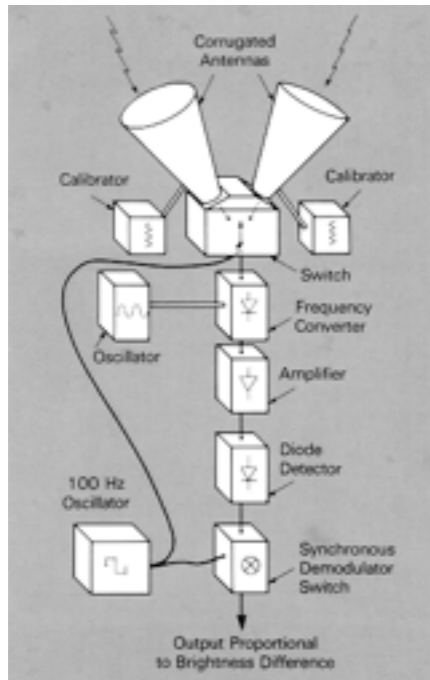 Corrugated
Antennas
Calibrator
Calibrator
Switch
Oscillator
Frequency
Converter
Amplifier
Diode
Detector
100 Hz
Oscillator
Synchronous
Demodulator
Switch
Output Proportional
to Brightness Difference